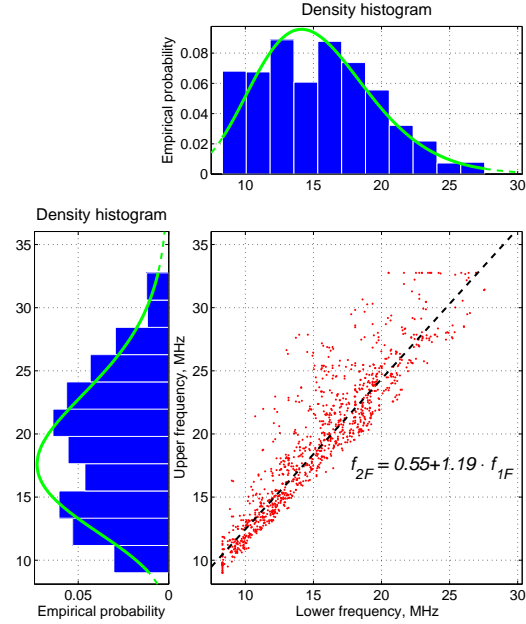 Density histogram
Empirical probability
0.08
0.06
0.04
0.02
0
10 15 20 25 30
Density histogram
35
30
25
20
15
10
0.05 0
Empirical probability
Upper frequency, MHz
35
30
25
20
15
10
f2F = 0.55+1.19 · f1F
10 15 20 25 30
Lower frequency, MHz